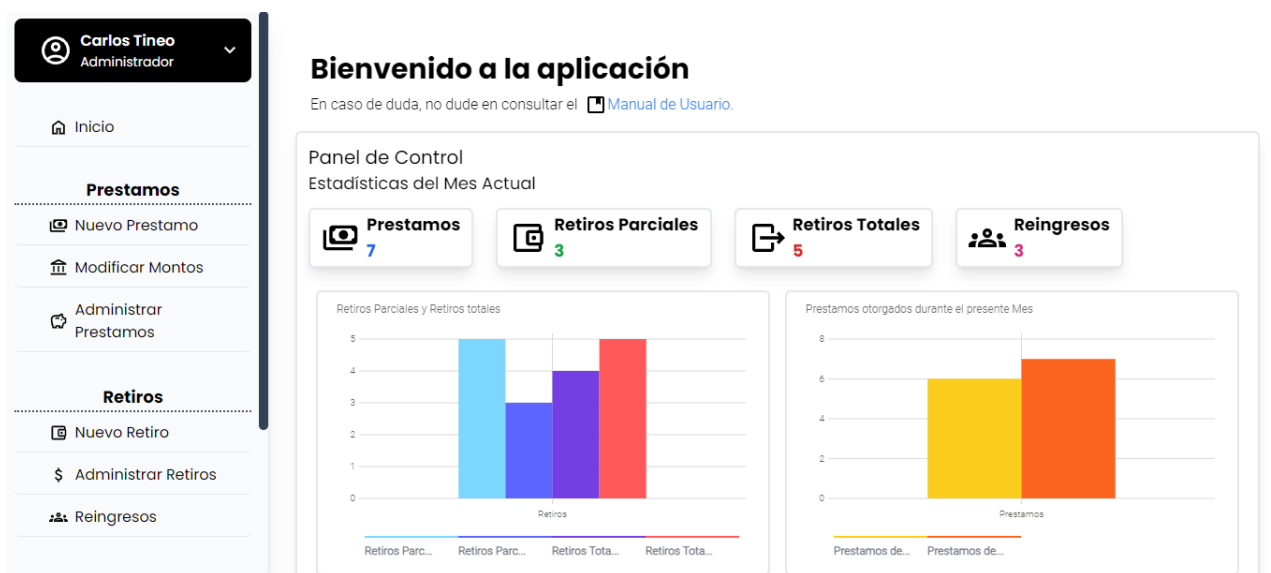 Carlos Tineo
Administrador
Inicio
Prestamos
Nuevo Prestamo
Modificar Montos
Administrar
Prestamos
Retiros
Nuevo Retiro
$ Administrar Retiros
Reingresos
Bienvenido a la aplicación
En caso de duda, no dude en consultar el Manual de Usuario.
Panel de Control
Estadísticas del Mes Actual
Prestamos
7
Retiros Parciales
3
Retiros Totales
5
Reingresos
3
Retiros Parciales y Retiros totales
5
4
3
2
1
0
Retiros
Retiros Parc... Retiros Parc... Retiros Tota... Retiros Tota...
Prestamos otorgados durante el presente Mes
8
6
4
2
0
Prestamos
Prestamos de... Prestamos de...